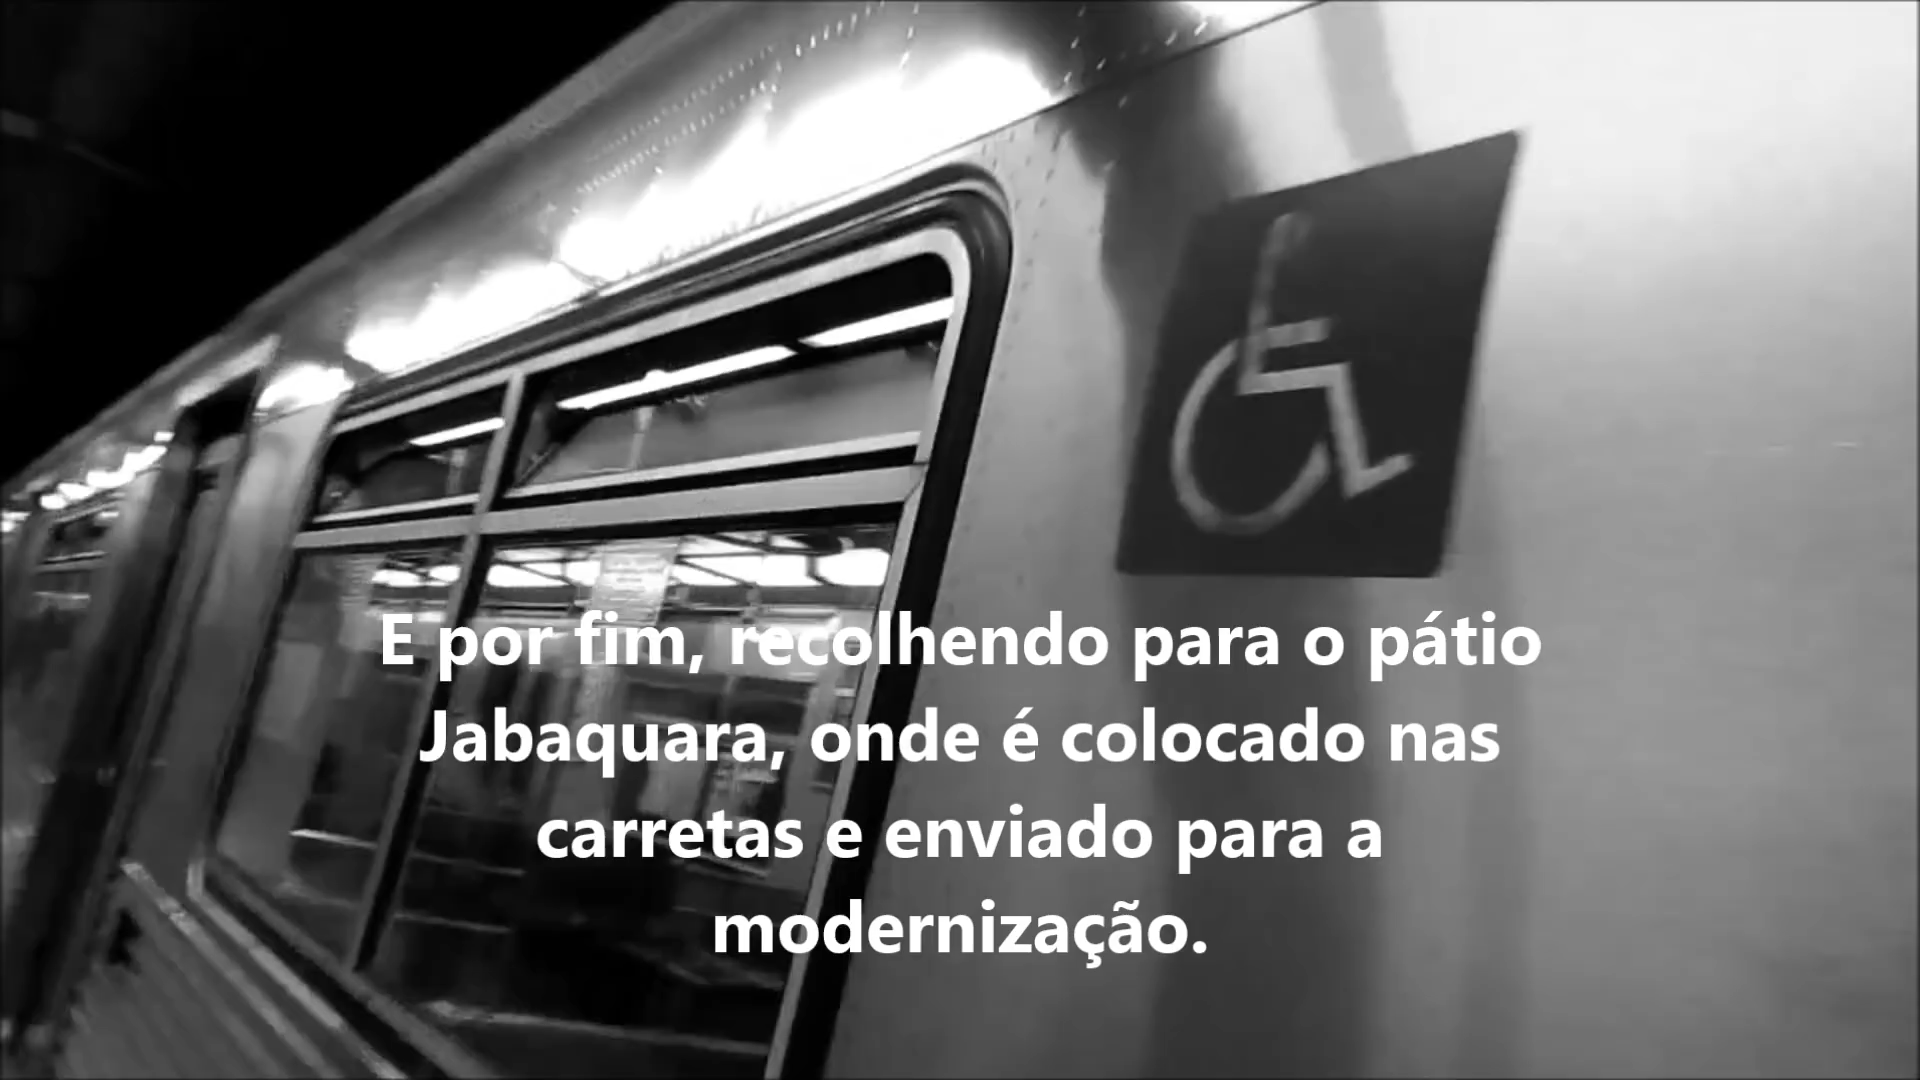 E por fim, recolhendo para o pátio
Jabaquara, onde é colocado nas
carretas e enviado para a
modernização.